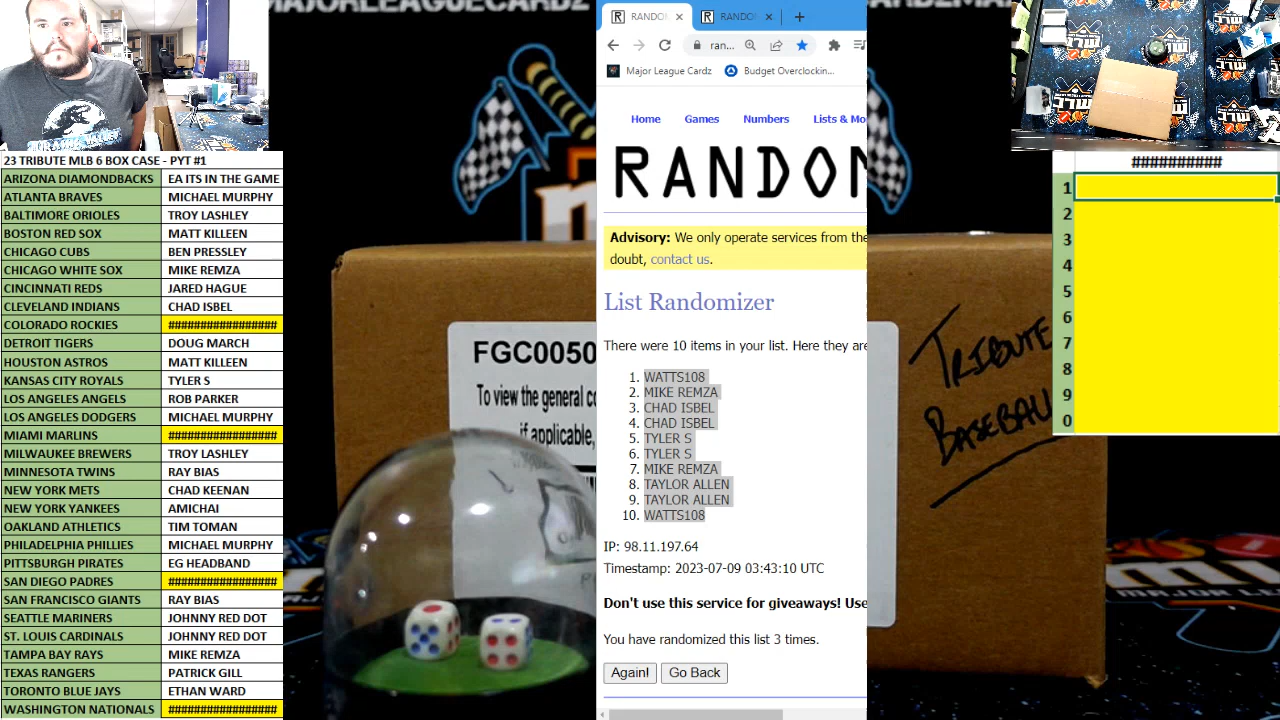 23 TRIBUTE MLB 6 BOX CASE - PYT #1
ARIZONA DIAMONDBACKS EA ITS IN THE GAME
ATLANTA BRAVES MICHAEL MURPHY
BALTIMORE ORIOLES TROY LASHLEY
BOSTON RED SOX MATT KILLEEN
CHICAGO CUBS BEN PRESSLEY
CHICAGO WHITE SOX MIKE REMZA
CINCINNATI REDS JARED HAGUE
CLEVELAND INDIANS CHAD ISBEL
COLORADO ROCKIES #################
DETROIT TIGERS DOUG MARCH
HOUSTON ASTROS MATT KILLEEN
KANSAS CITY ROYALS TYLER S
LOS ANGELES ANGELS ROB PARKER
LOS ANGELES DODGERS MICHAEL MURPHY
MIAMI MARLINS #################
MILWAUKEE BREWERS TROY LASHLEY
MINNESOTA TWINS RAY BIAS
NEW YORK METS CHAD KEENAN
NEW YORK YANKEES AMICHAI
OAKLAND ATHLETICS TIM TOMAN
PHILADELPHIA PHILLIES MICHAEL MURPHY
PITTSBURGH PIRATES EG HEADBAND
SAN DIEGO PADRES #################
SAN FRANCISCO GIANTS RAY BIAS
SEATTLE MARINERS JOHNNY RED DOT
ST. LOUIS CARDINALS JOHNNY RED DOT
TAMPA BAY RAYS MIKE REMZA
TEXAS RANGERS PATRICK GILL
TORONTO BLUE JAYS ETHAN WARD
WASHINGTON NATIONALS #################
FGC0050
To view the general co
if applicable,
RANDO
RANDO
ran...
Major League Cardz Budget Overclockin...
Home Games Numbers Lists & Mo
RANDO
Advisory: We only operate services from the
doubt, contact us.
List Randomizer
There were 10 items in your list. Here they are
1. WATTS108
2. MIKE REMZA
3. CHAD ISBEL
4. CHAD ISBEL
5. TYLER S
6. TYLER S
7. MIKE REMZA
8. TAYLOR ALLEN
9. TAYLOR ALLEN
10. WATTS108
IP: 98.11.197.64
Timestamp: 2023-07-09 03:43:10 UTC
Don't use this service for giveaways! Use
You have randomized this list 3 times.
Again! Go Back
TRIBUTE
BASEBALL
##########
1
2
3
4
5
6
7
8
9
0